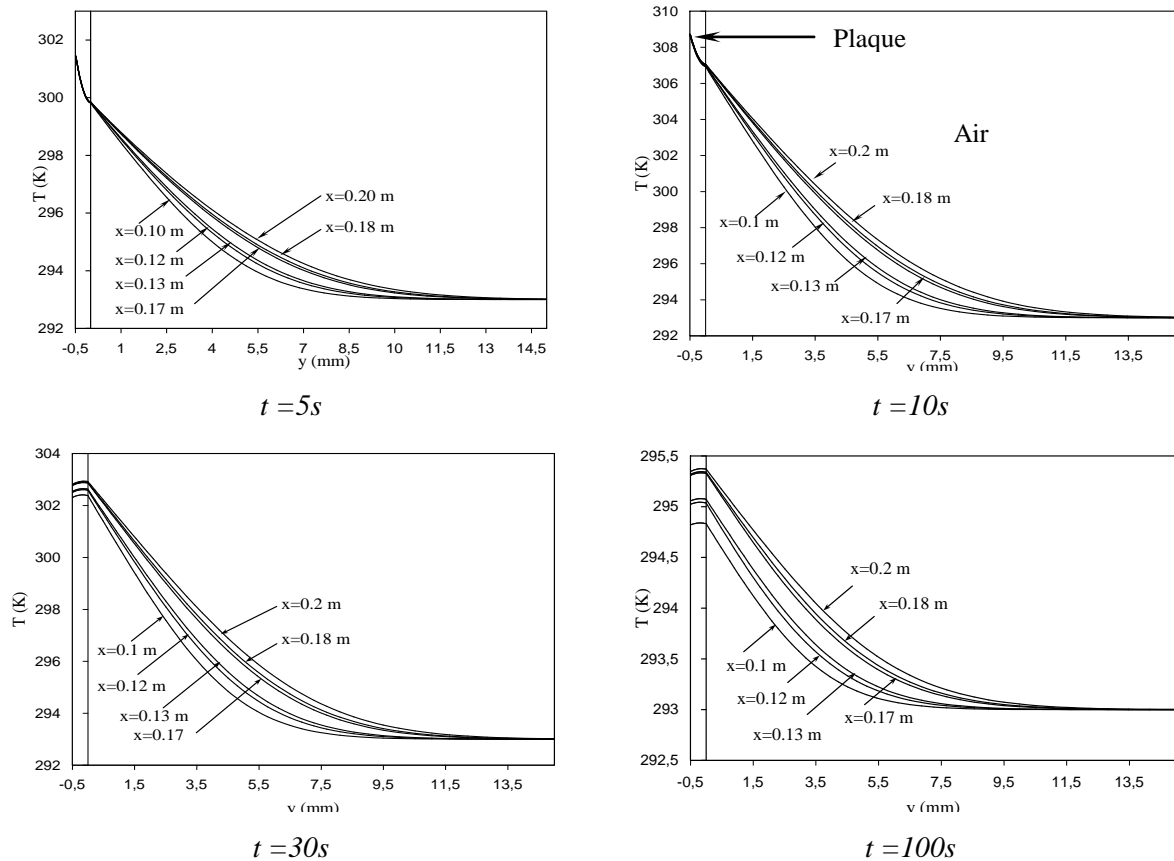 302
300
298
296
294
292
T (K)
x=0.20 m
x=0.18 m
x=0.10 m
x=0.12 m
x=0.13 m
x=0.17 m
-0,5 1 2,5 4 5,5 7 8,5 10 11,5 13 14,5
y (mm)
t =5s
310
308
306
304
302
300
298
296
294
292
T (K)
Plaque
Air
x=0.2 m
x=0.18 m
x=0.1 m
x=0.12 m
x=0.13 m
x=0.17 m
-0,5 1,5 3,5 5,5 7,5 9,5 11,5 13,5
y (mm)
t =10s
304
302
300
298
296
294
292
T (K)
x=0.2 m
x=0.18 m
x=0.1 m
x=0.12 m
x=0.13 m
x=0.17
-0,5 1,5 3,5 5,5 7,5 9,5 11,5 13,5
y (mm)
t =30s
295,5
295
294,5
294
293,5
293
292,5
T (K)
x=0.2 m
x=0.18 m
x=0.1 m
x=0.12 m
x=0.17 m
x=0.13 m
-0,5 1,5 3,5 5,5 7,5 9,5 11,5 13,5
y (mm)
t =100s